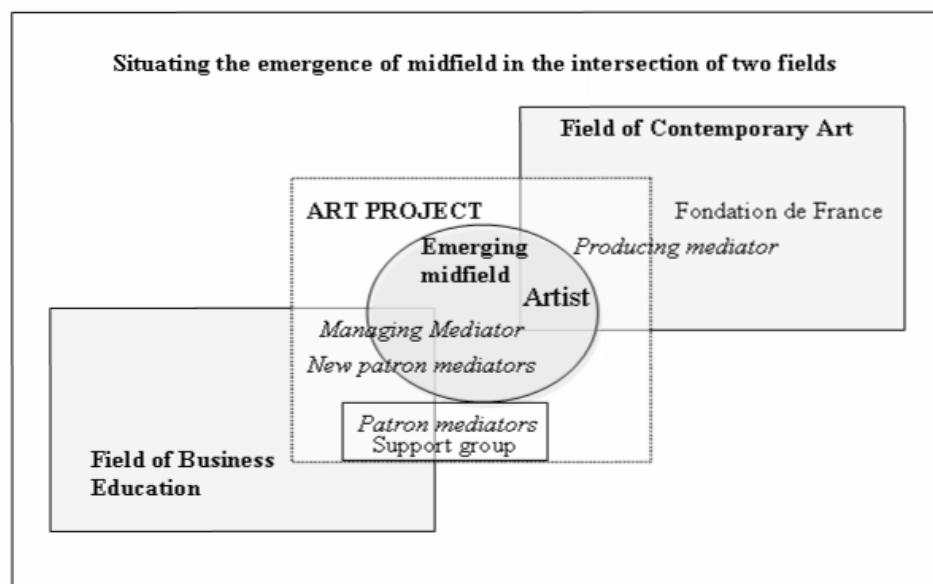 Situating the emergence of midfield in the intersection of two fields
Field of Contemporary Art
ART PROJECT
Fondation de France
Emerging
midfield
Producing mediator
Artist
Managing Mediator
New patron mediators
Patron mediators
Support group
Field of Business
Education